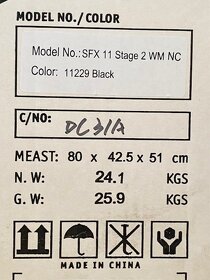 MODEL NO./COLOR
Model No.:SFX 11 Stage 2 WM NC
Color: 11229 Black
C/NO: DC31A
MEAST: 80 x 42.5 x 51 cm
N. W: 24.1 KGS
G. W: 25.9 KGS
MADE IN CHINA